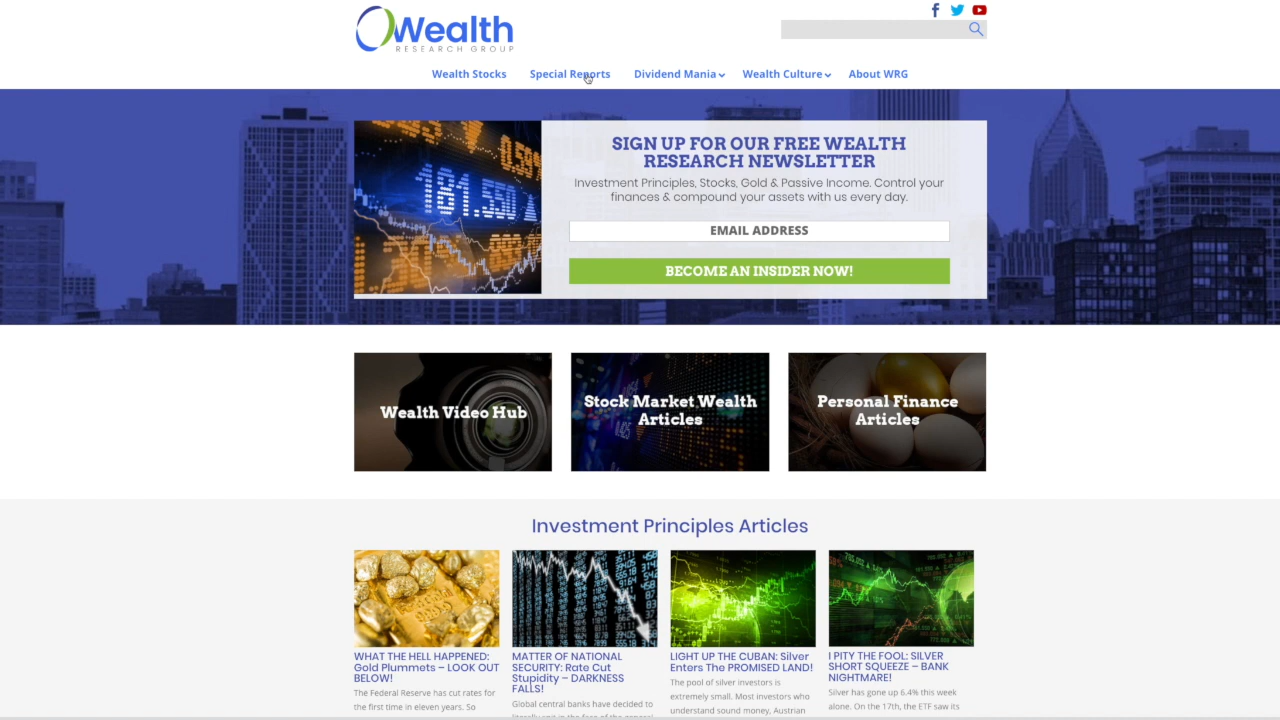 Wealth
RESEARCH GROUP
Wealth Stocks Special Reports Dividend Mania Wealth Culture About WRG
SIGN UP FOR OUR FREE WEALTH
RESEARCH NEWSLETTER
Investment Principles, Stocks, Gold & Passive Income. Control your
finances & compound your assets with us every day.
EMAIL ADDRESS
BECOME AN INSIDER NOW!
Wealth Video Hub
Stock Market Wealth
Articles
Personal Finance
Articles
Investment Principles Articles
WHAT THE HELL HAPPENED:
Gold Plummets – LOOK OUT
BELOW!
The Federal Reserve has cut rates for
the first time in eleven years. So
MATTER OF NATIONAL
SECURITY: Rate Cut
Stupidity – DARKNESS
FALLS!
Global central banks have decided to
LIGHT UP THE CUBAN: Silver
Enters The PROMISED LAND!
The pool of silver investors is
extremely small. Most investors who
understand sound money, Austrian
I PITY THE FOOL: SILVER
SHORT SQUEEZE – BANK
NIGHTMARE!
Silver has gone up 6.4% this week
alone. On the 17th, the ETF saw its